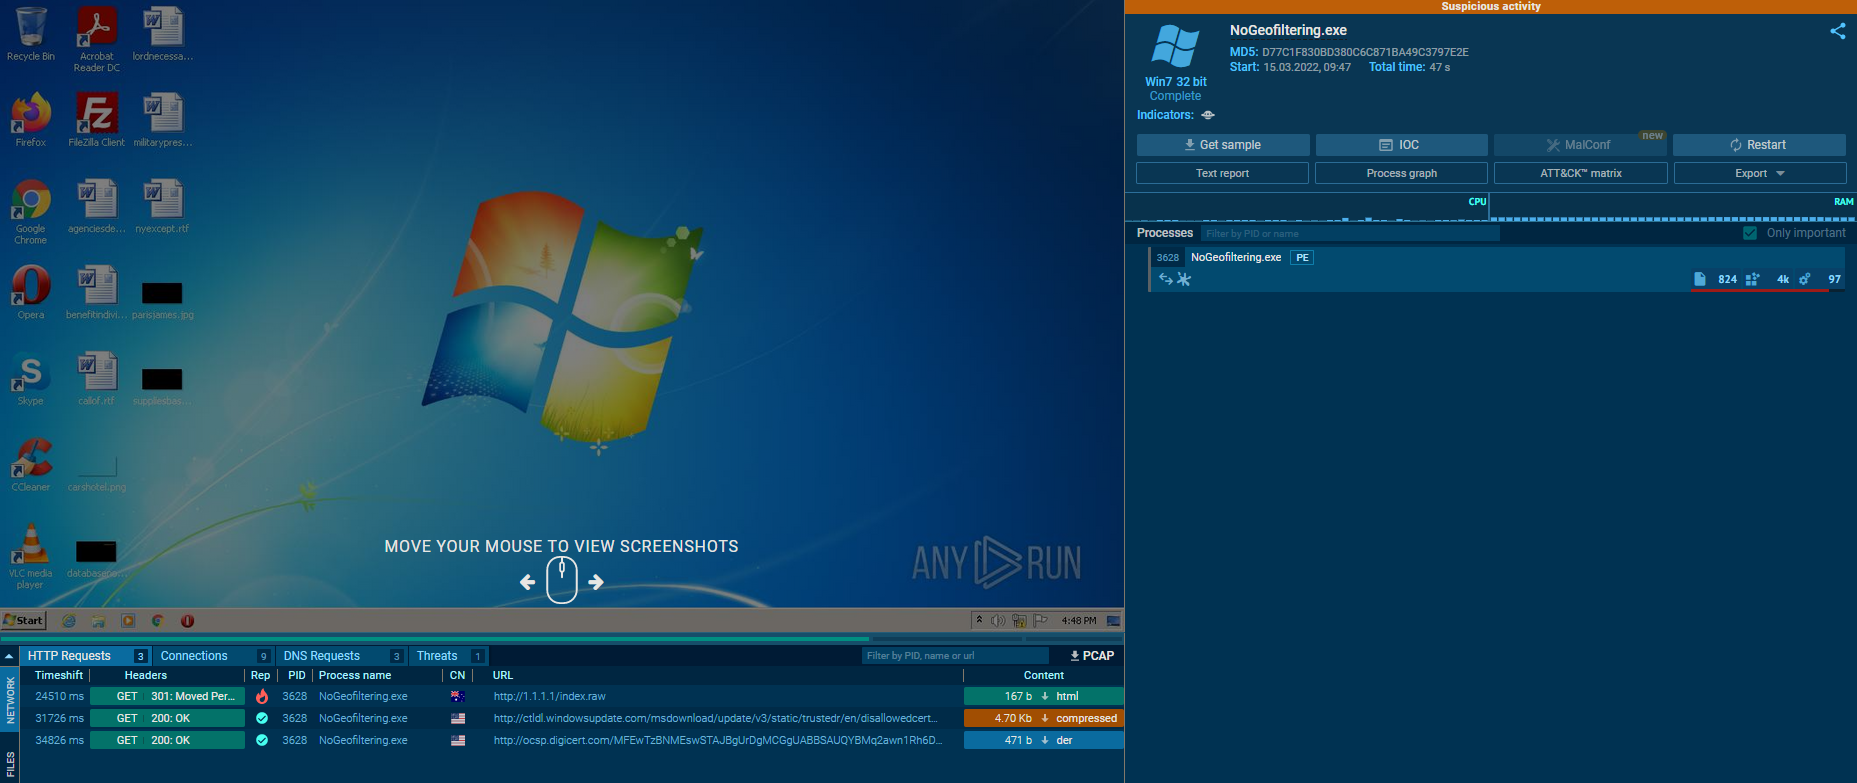 Recycle Bin
Acrobat Reader DC
lordnecessa...
Firefox
FileZilla Client
militarypres...
Google Chrome
agenciesde...
nyexcept.rtf
Opera
benefitindivi...
parisjames.jpg
Skype
callof.rtf
suppliesbas...
CCleaner
carshotel.png
VLC media player
MOVE YOUR MOUSE TO VIEW SCREENSHOTS
ANY RUN
Start
4:48 PM
Suspicious activity
NoGeofiltering.exe
MD5: D77C1F830BD380C6C871BA49C3797E2E
Start: 15.03.2022, 09:47 Total time: 47 s
Win7 32 bit
Complete
Indicators:
Get sample IOC MalConf new Restart
Text report Process graph ATT&CK™ matrix Export
CPU RAM
Processes Filter by PID or name Only important
3628 NoGeofiltering.exe PE
824 4k 97
HTTP Requests 3 Connections 9 DNS Requests 3 Threats 1 Filter by PID, name or url PCAP
NETWORK
FILES
Timeshift Headers Rep PID Process name CN URL Content
24510 ms GET 301: Moved Per... 3628 NoGeofiltering.exe http://1.1.1.1/index.raw 167 b html
31726 ms GET 200: OK 3628 NoGeofiltering.exe http://ctldl.windowsupdate.com/msdownload/update/v3/static/trustedr/en/disallowedcert... 4.70 Kb compressed
34826 ms GET 200: OK 3628 NoGeofiltering.exe http://ocsp.digicert.com/MFEwTzBNMEswSTAJBgUrDgMCGgUABBSAUQYBMq2awn1Rh6D... 471 b der